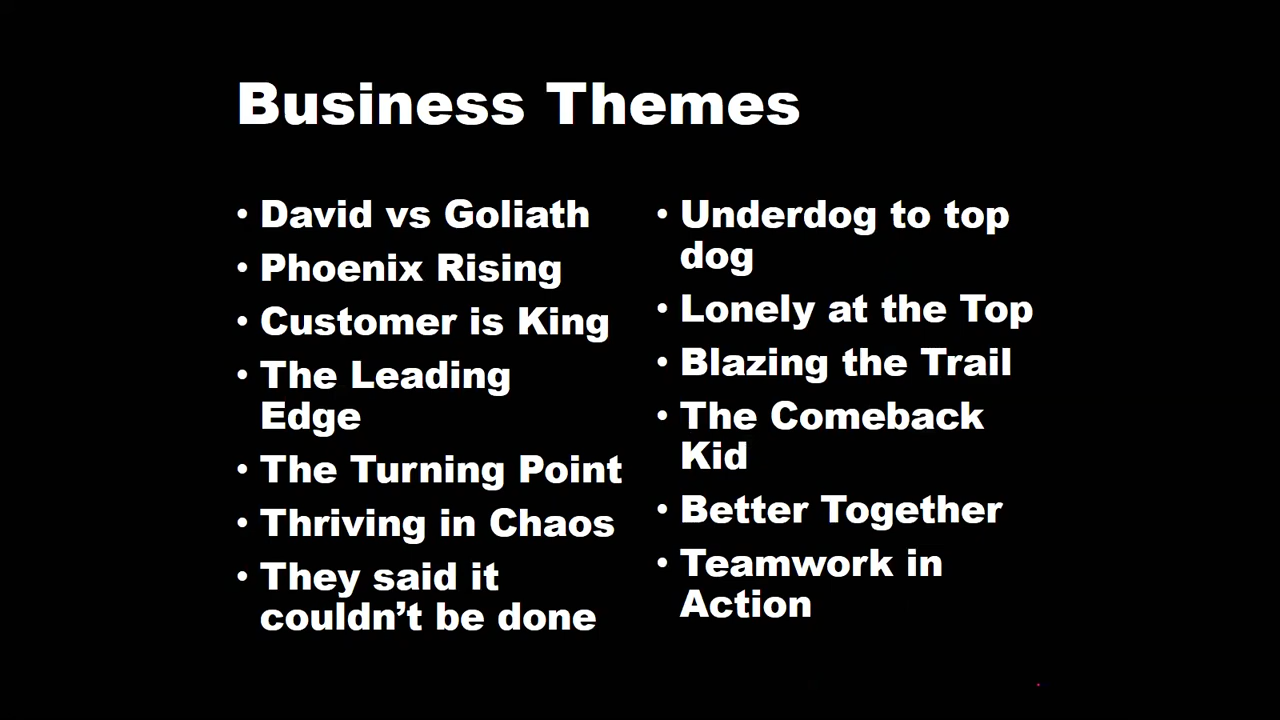 Business Themes
• David vs Goliath
• Phoenix Rising
• Customer is King
• The Leading
Edge
• The Turning Point
• Thriving in Chaos
• They said it
couldn’t be done
• Underdog to top
dog
• Lonely at the Top
• Blazing the Trail
• The Comeback
Kid
• Better Together
• Teamwork in
Action